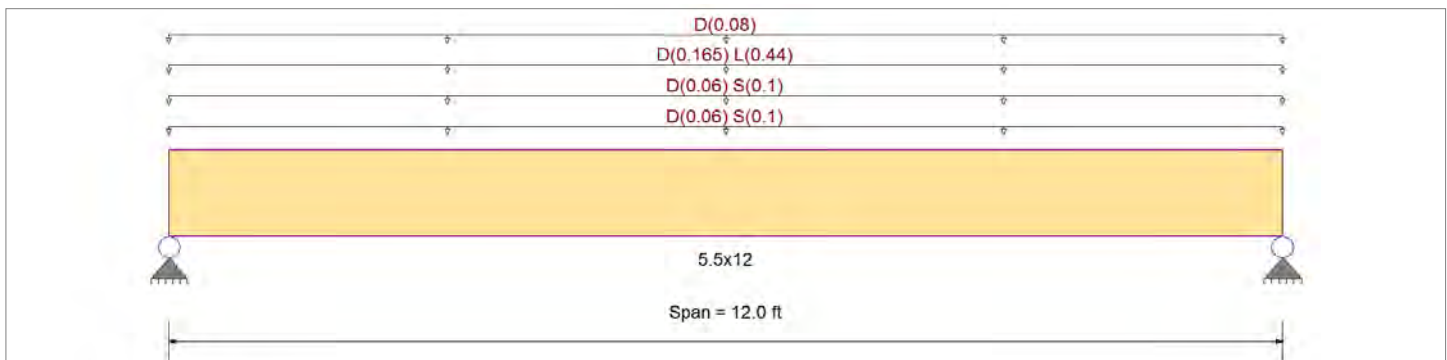 D(0.08)
D(0.165) L(0.44)
D(0.06) S(0.1)
D(0.06) S(0.1)
5.5x12
Span = 12.0 ft